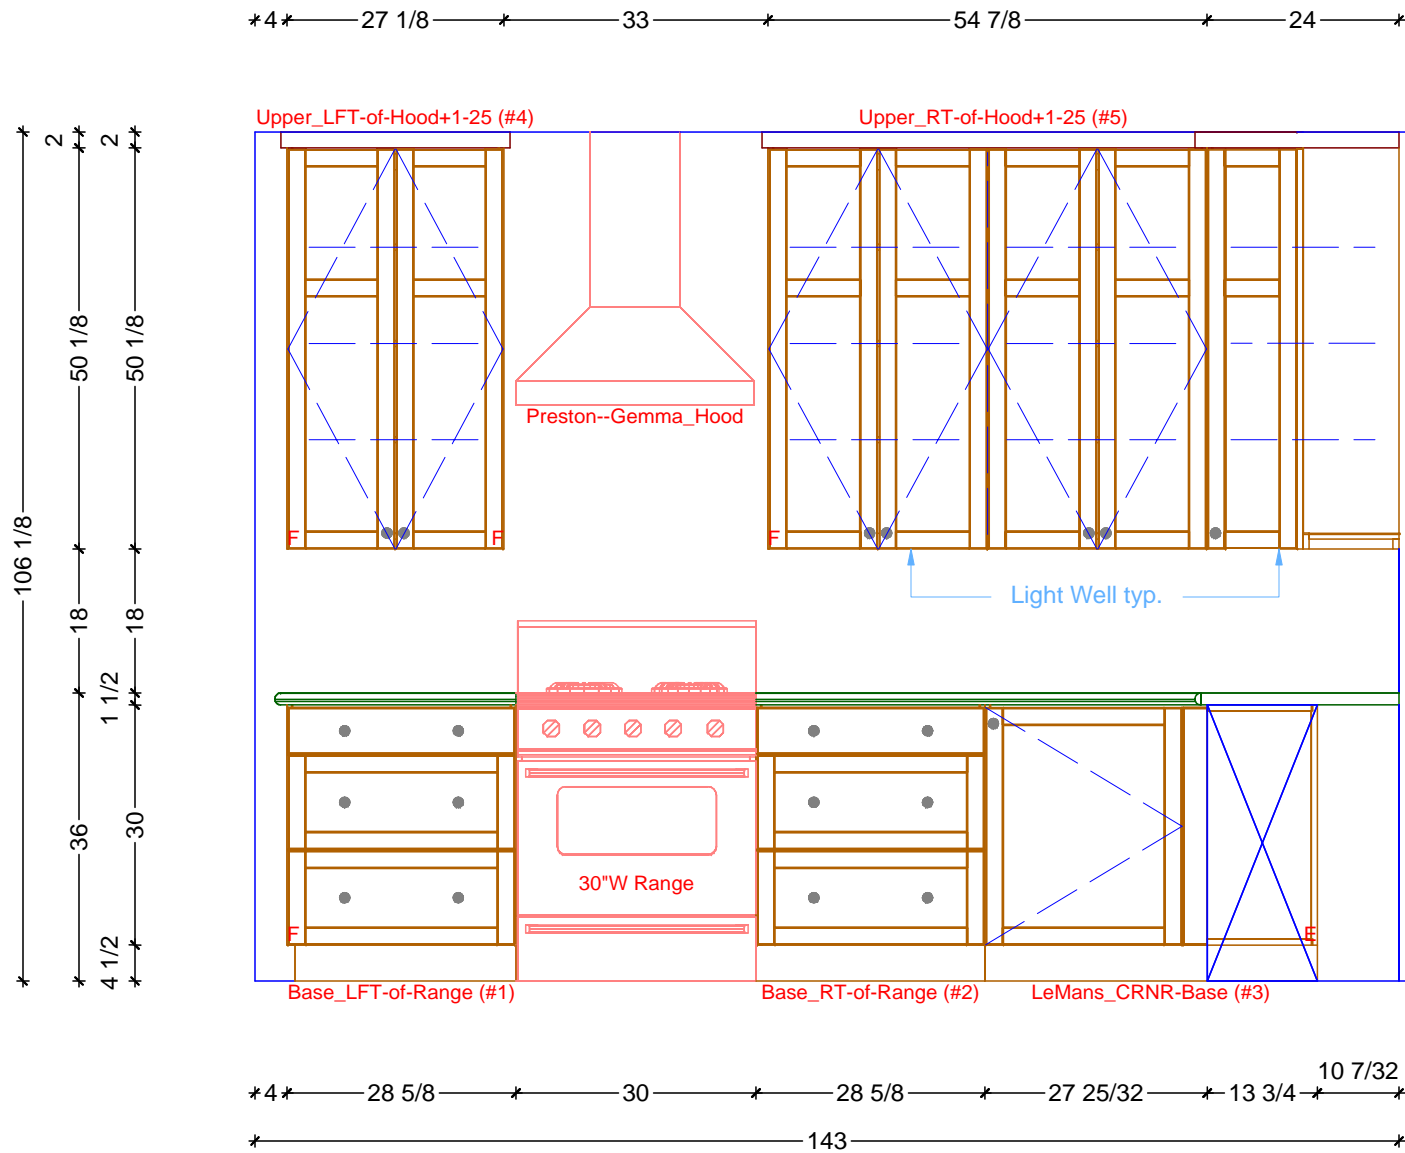 4 27 1/8 33 54 7/8 24
Upper_LFT-of-Hood+1-25 (#4)
Upper_RT-of-Hood+1-25 (#5)
2 2
50 1/8 50 1/8
106 1/8
Preston--Gemma_Hood
F F F
18 18
Light Well typ.
1 1/2
36 30
30"W Range
F E
4 1/2
Base_LFT-of-Range (#1)
Base_RT-of-Range (#2)
LeMans_CRNR-Base (#3)
10 7/32
4 28 5/8 30 28 5/8 27 25/32 13 3/4
143